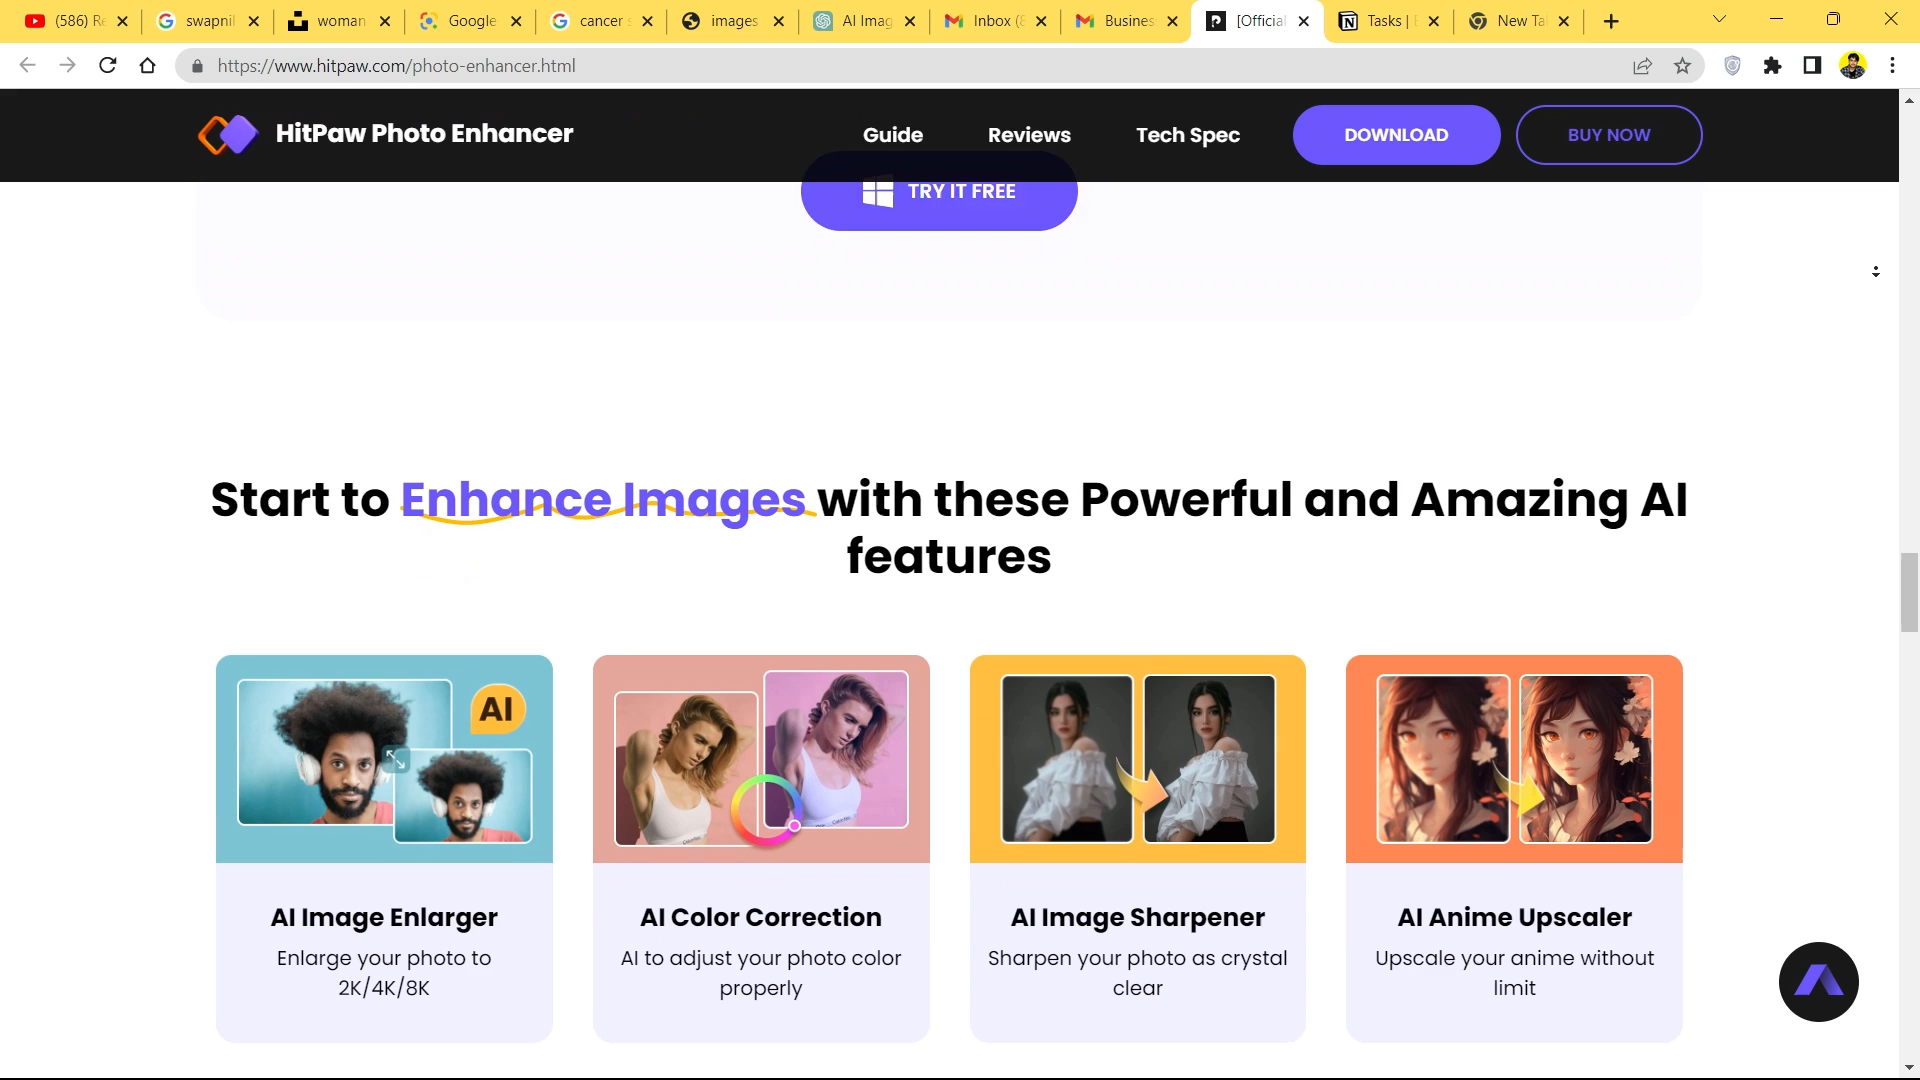 (586) Re
swapnil
woman
Google
cancer s
images
AI Imag
Inbox (8
Busines
[Official
Tasks | E
New Tab
https://www.hitpaw.com/photo-enhancer.html
HitPaw Photo Enhancer
Guide
Reviews
Tech Spec
DOWNLOAD
BUY NOW
TRY IT FREE
Start to Enhance Images with these Powerful and Amazing AI
features
AI
AI Image Enlarger
Enlarge your photo to
2K/4K/8K
AI Color Correction
AI to adjust your photo color
properly
AI Image Sharpener
Sharpen your photo as crystal
clear
AI Anime Upscaler
Upscale your anime without
limit